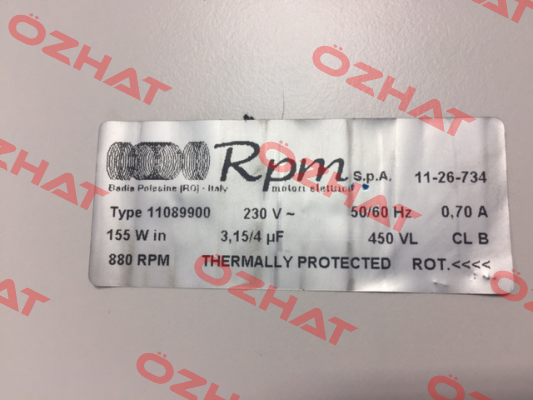 Rpm S.p.A. 11-26-734
Badia Polesine (RO) - Italy motori elettrici
Type 11089900 230 V ~ 50/60 Hz 0,70 A
155 W in 3,15/4 µF 450 VL CL B
880 RPM THERMALLY PROTECTED ROT.<<<<
ÖZHAT
ÖZHAT
ÖZHAT
ÖZHAT
ÖZHAT
ÖZHAT
ÖZHAT
ÖZHAT